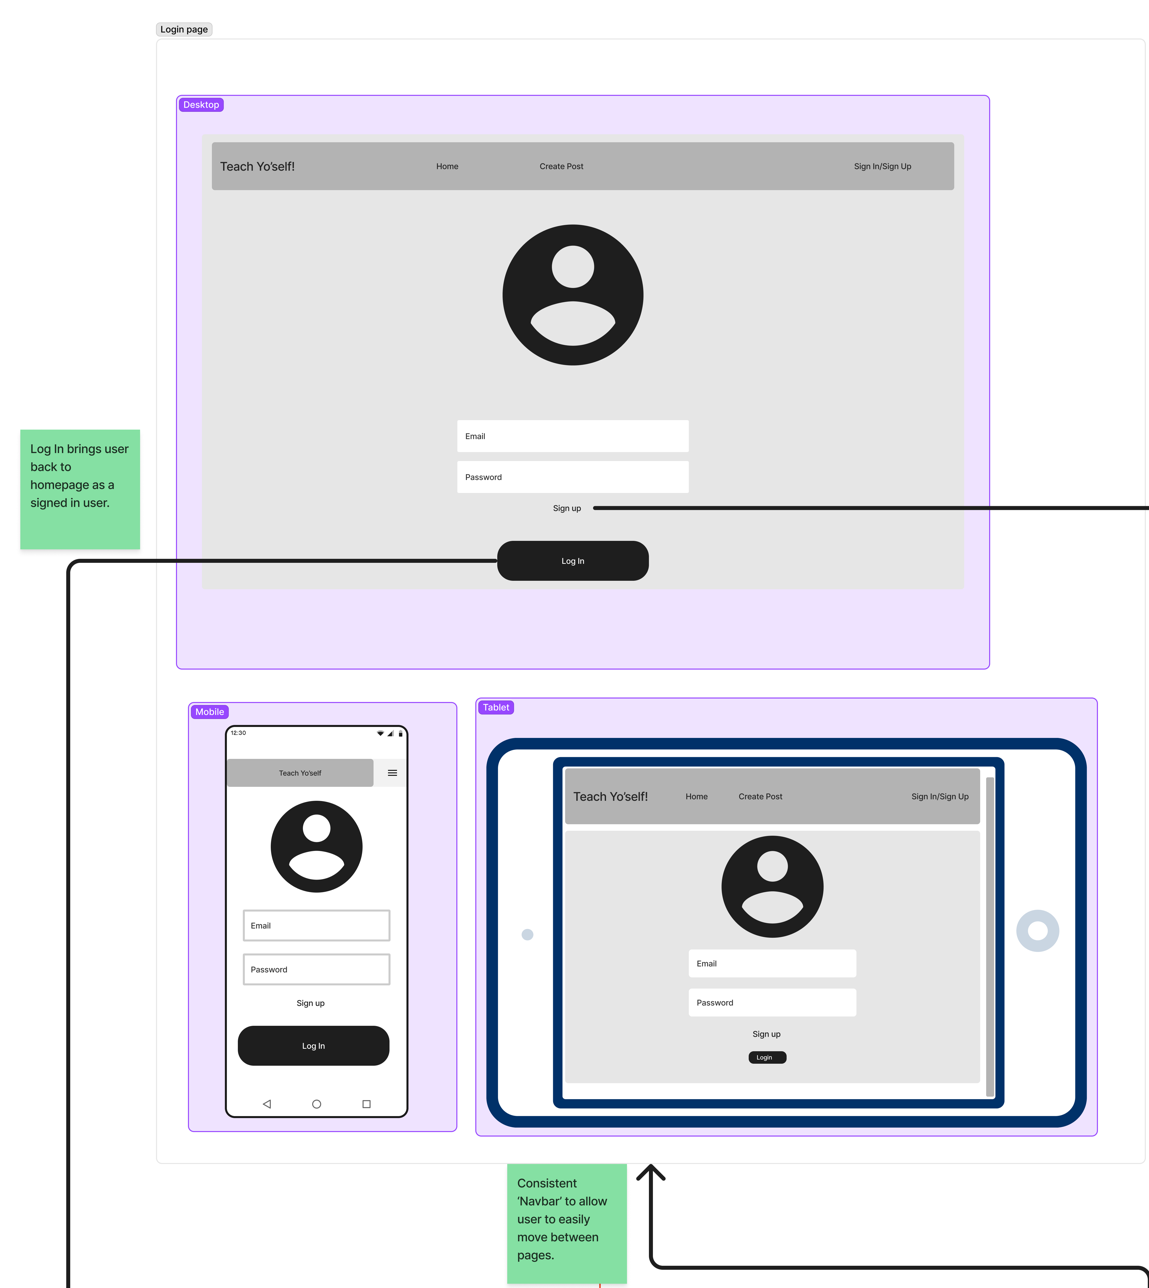 Login page
Desktop
Teach Yo'self!
Home
Create Post
Sign In/Sign Up
Email
Password
Sign up
Log In
Log In brings user
back to
homepage as a
signed in user.
Mobile
12:30
Teach Yo'self
Email
Password
Sign up
Log In
Tablet
Teach Yo'self!
Home
Create Post
Sign In/Sign Up
Email
Password
Sign up
Login
Consistent
'Navbar' to allow
user to easily
move between
pages.